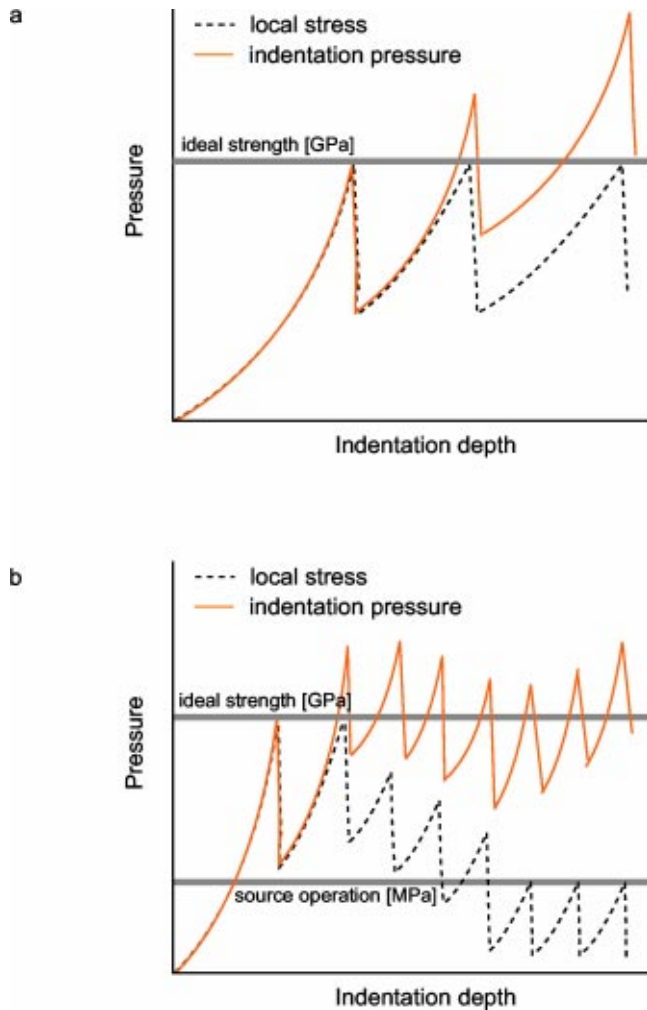 a
local stress
indentation pressure
ideal strength [GPa]
Pressure
Indentation depth
b
local stress
indentation pressure
ideal strength [GPa]
Pressure
source operation [MPa]
Indentation depth